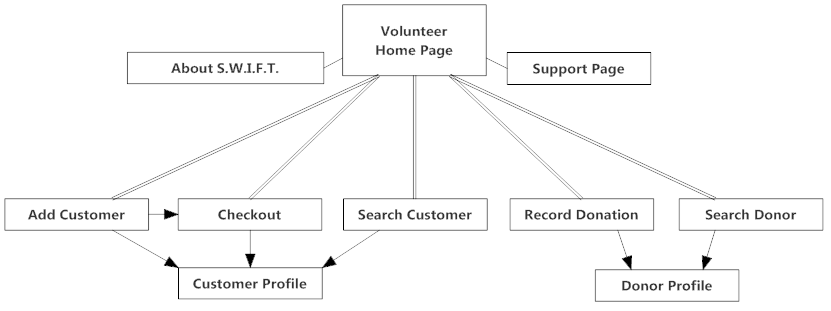 Volunteer
Home Page
About S.W.I.F.T.
Support Page
Add Customer
Checkout
Search Customer
Record Donation
Search Donor
Customer Profile
Donor Profile